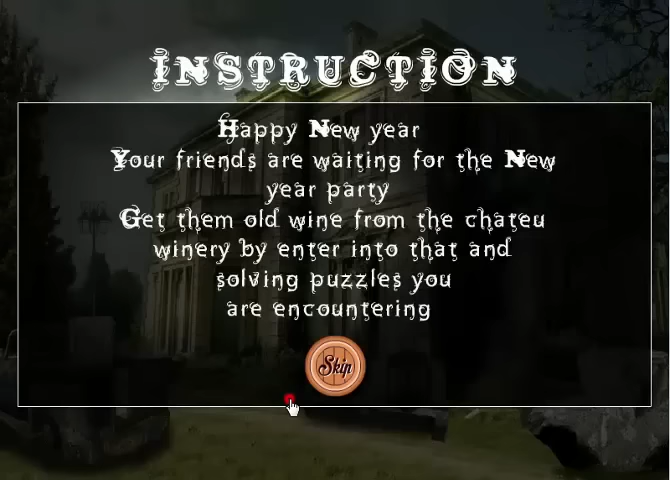 INSTRUCTION
Happy New year
Your friends are waiting for the New
year party
Get them old wine from the chateu
winery by enter into that and
solving puzzles you
are encountering
Skip